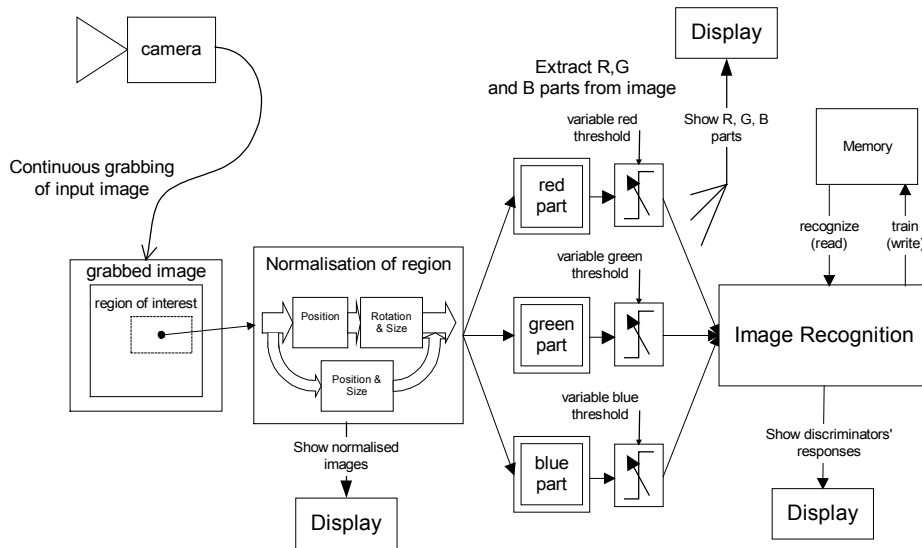 camera
Continuous grabbing
of input image
grabbed image
region of interest
Normalisation of region
Position
Rotation
& Size
Position &
Size
Show normalised
images
Display
Extract R,G
and B parts from image
variable red
threshold
red
part
variable green
threshold
green
part
variable blue
threshold
blue
part
Display
Show R, G, B
parts
Memory
recognize
(read)
train
(write)
Image Recognition
Show discriminators'
responses
Display